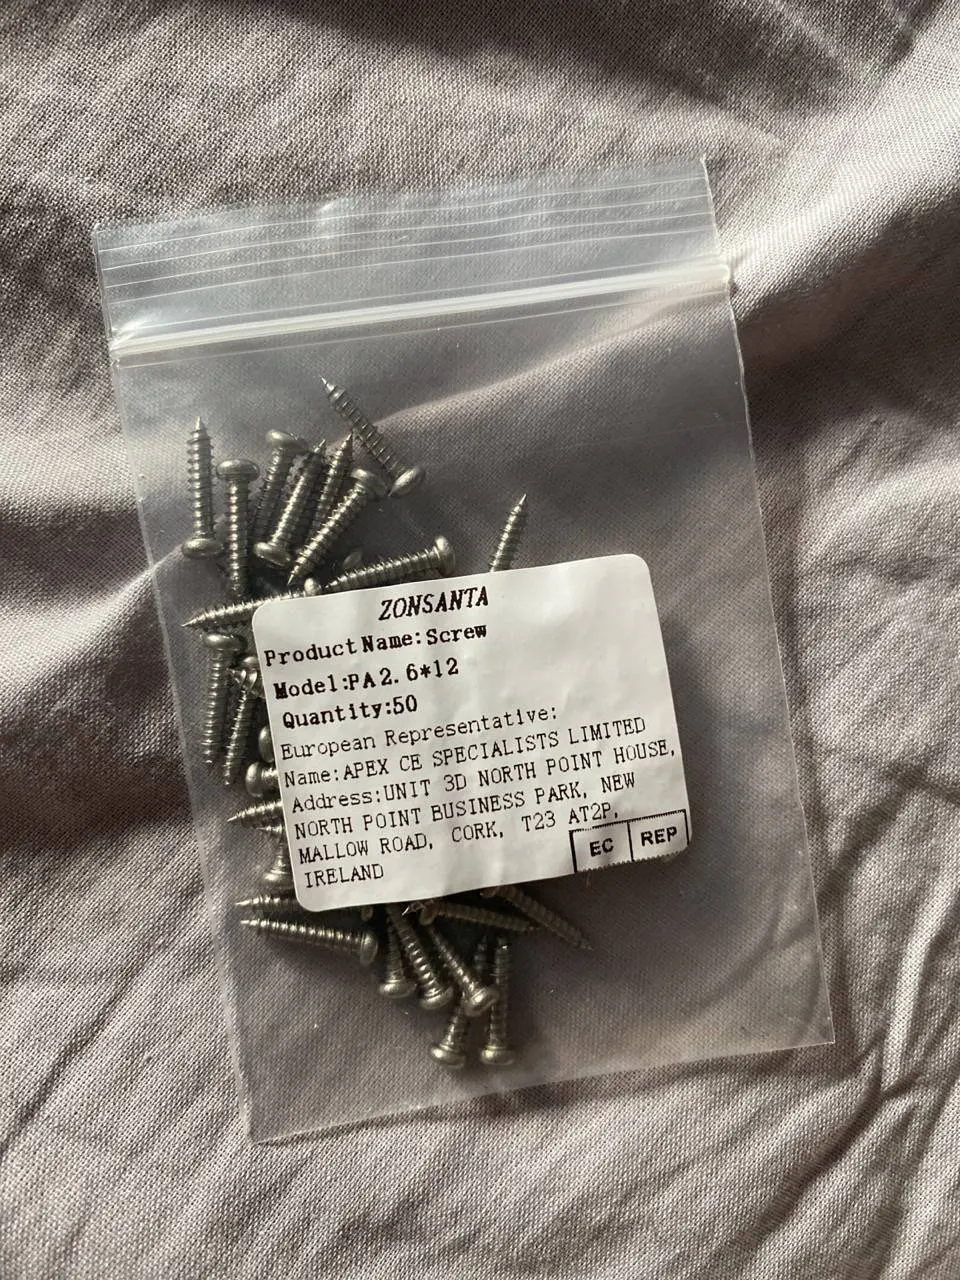 ZONSANTA
Product Name:Screw
Model:PA2.6*12
Quantity:50
European Representative:
Name:APEX CE SPECIALISTS LIMITED
Address:UNIT 3D NORTH POINT HOUSE,
NORTH POINT BUSINESS PARK, NEW
MALLOW ROAD, CORK, T23 AT2P,
IRELAND
EC REP